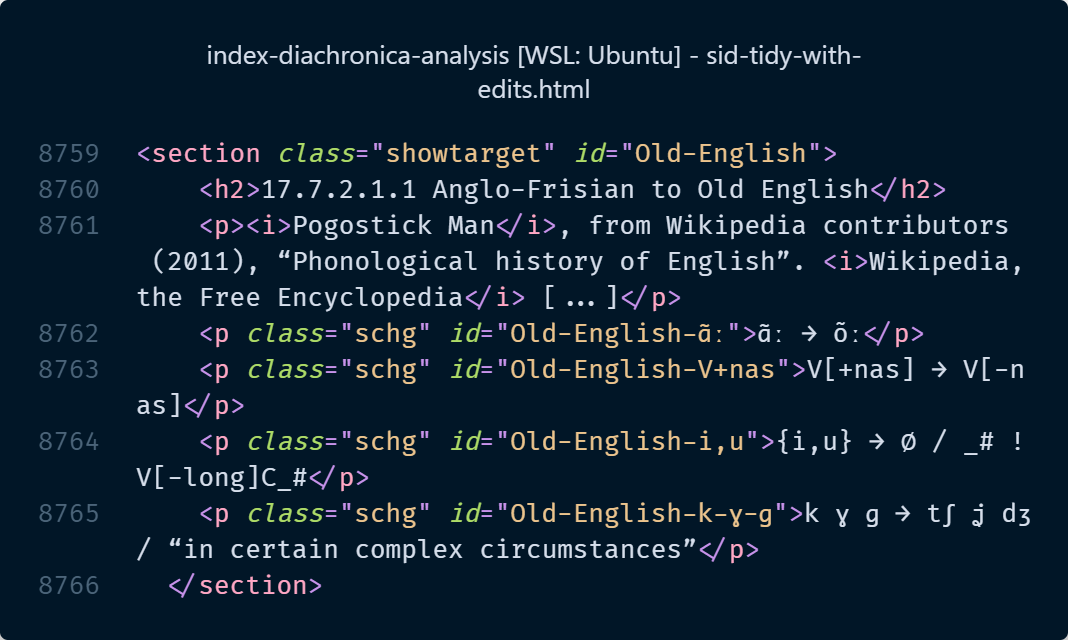 index-diachronica-analysis [WSL: Ubuntu] - sid-tidy-with-
edits.html
8759 <section class="showtarget" id="Old-English">
8760 <h2>17.7.2.1.1 Anglo-Frisian to Old English</h2>
8761 <p><i>Pogostick Man</i>, from Wikipedia contributors
(2011), “Phonological history of English”. <i>Wikipedia,
the Free Encyclopedia</i> [...]</p>
8762 <p class="schg" id="Old-English-ɑ̃ː">ɑ̃ː → õː</p>
8763 <p class="schg" id="Old-English-V+nas">V[+nas] → V[-n
as]</p>
8764 <p class="schg" id="Old-English-i,u">{i,u} → Ø / _# !
V[-long]C_#</p>
8765 <p class="schg" id="Old-English-k-ɣ-ɡ">k ɣ ɡ → tʃ ʝ dʒ
/ “in certain complex circumstances”</p>
8766 </section>